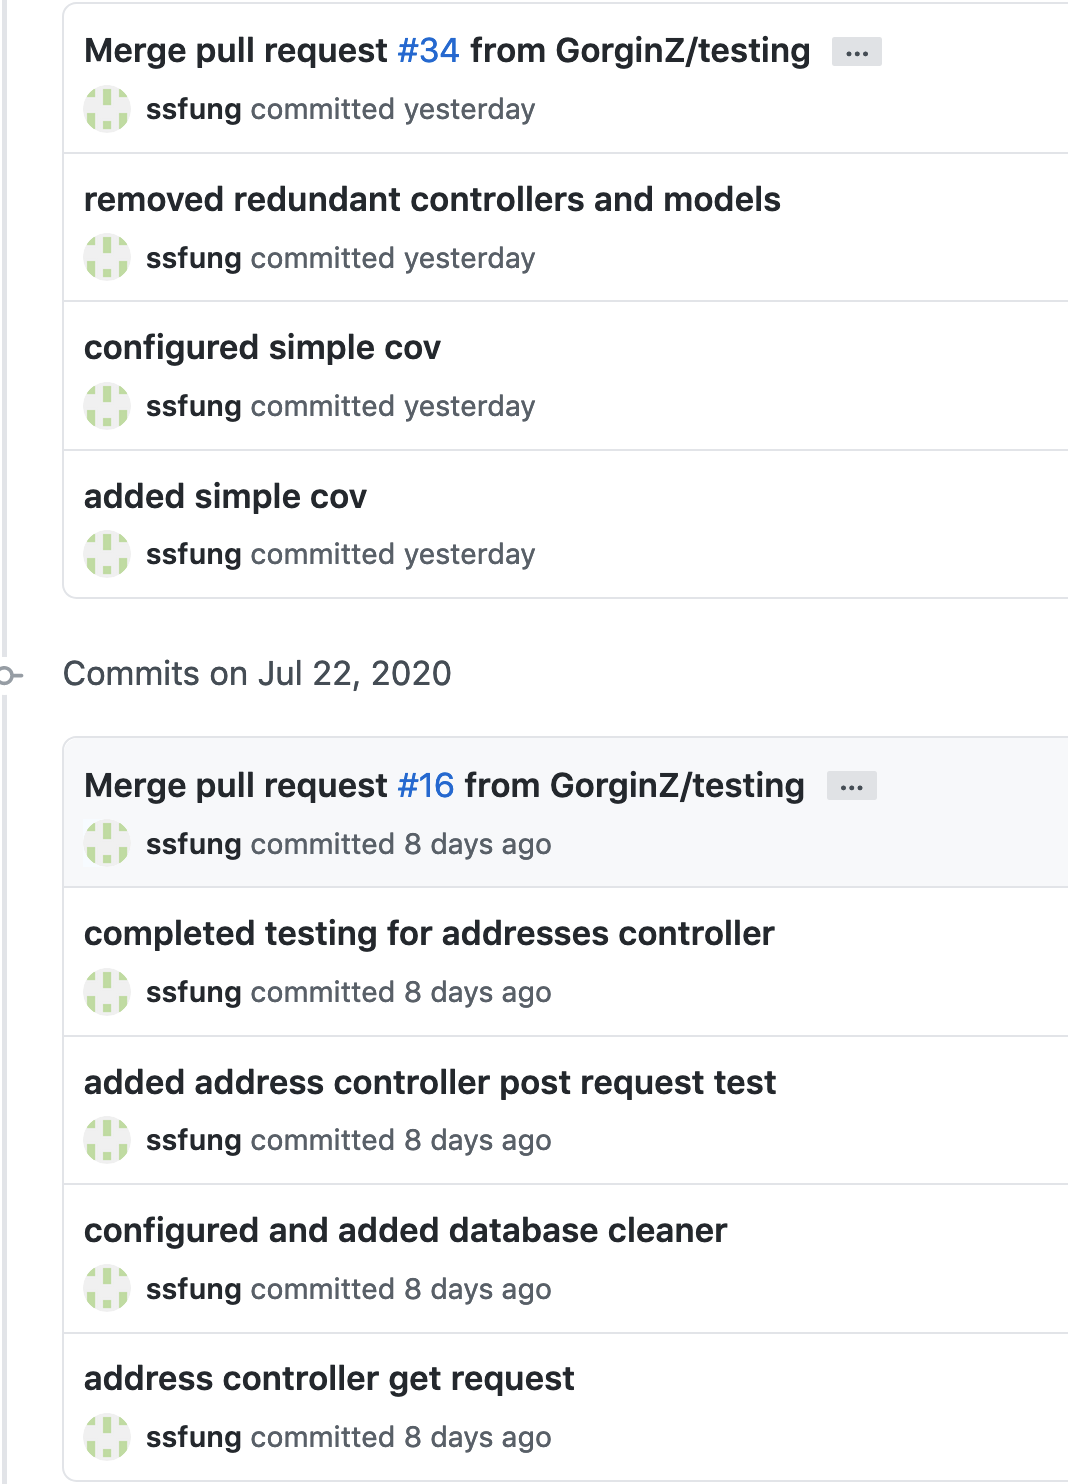 Merge pull request #34 from GorginZ/testing ...
ssfung committed yesterday
removed redundant controllers and models
ssfung committed yesterday
configured simple cov
ssfung committed yesterday
added simple cov
ssfung committed yesterday
Commits on Jul 22, 2020
Merge pull request #16 from GorginZ/testing ...
ssfung committed 8 days ago
completed testing for addresses controller
ssfung committed 8 days ago
added address controller post request test
ssfung committed 8 days ago
configured and added database cleaner
ssfung committed 8 days ago
address controller get request
ssfung committed 8 days ago